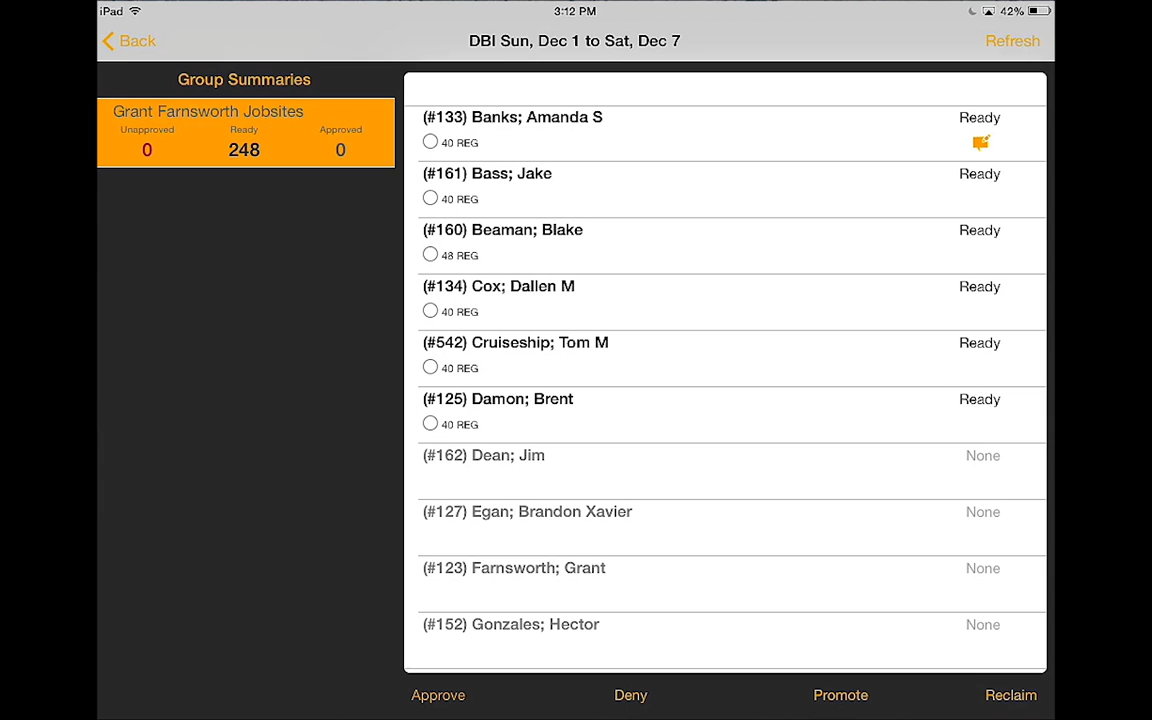 iPad
3:12 PM
42%
Back
DBI Sun, Dec 1 to Sat, Dec 7
Refresh
Group Summaries
Grant Farnsworth Jobsites
Unapproved Ready Approved
0 248 0
(#133) Banks; Amanda S Ready
40 REG
(#161) Bass; Jake Ready
40 REG
(#160) Beaman; Blake Ready
48 REG
(#134) Cox; Dallen M Ready
40 REG
(#542) Cruiseship; Tom M Ready
40 REG
(#125) Damon; Brent Ready
40 REG
(#162) Dean; Jim None
(#127) Egan; Brandon Xavier None
(#123) Farnsworth; Grant None
(#152) Gonzales; Hector None
Approve Deny Promote Reclaim